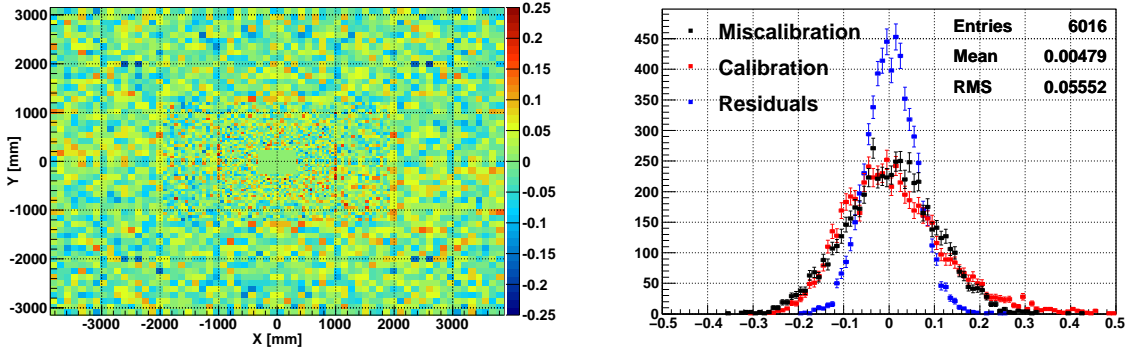 3000
2000
1000
0
-1000
-2000
-3000
Y [mm]
-3000 -2000 -1000 0 1000 2000 3000
X [mm]
0.25
0.2
0.15
0.1
0.05
0
-0.05
-0.1
-0.15
-0.2
-0.25
450
400
350
300
250
200
150
100
50
0
Miscalibration
Calibration
Residuals
Entries 6016
Mean 0.00479
RMS 0.05552
−0.5 −0.4 −0.3 −0.2 −0.1 0 0.1 0.2 0.3 0.4 0.5